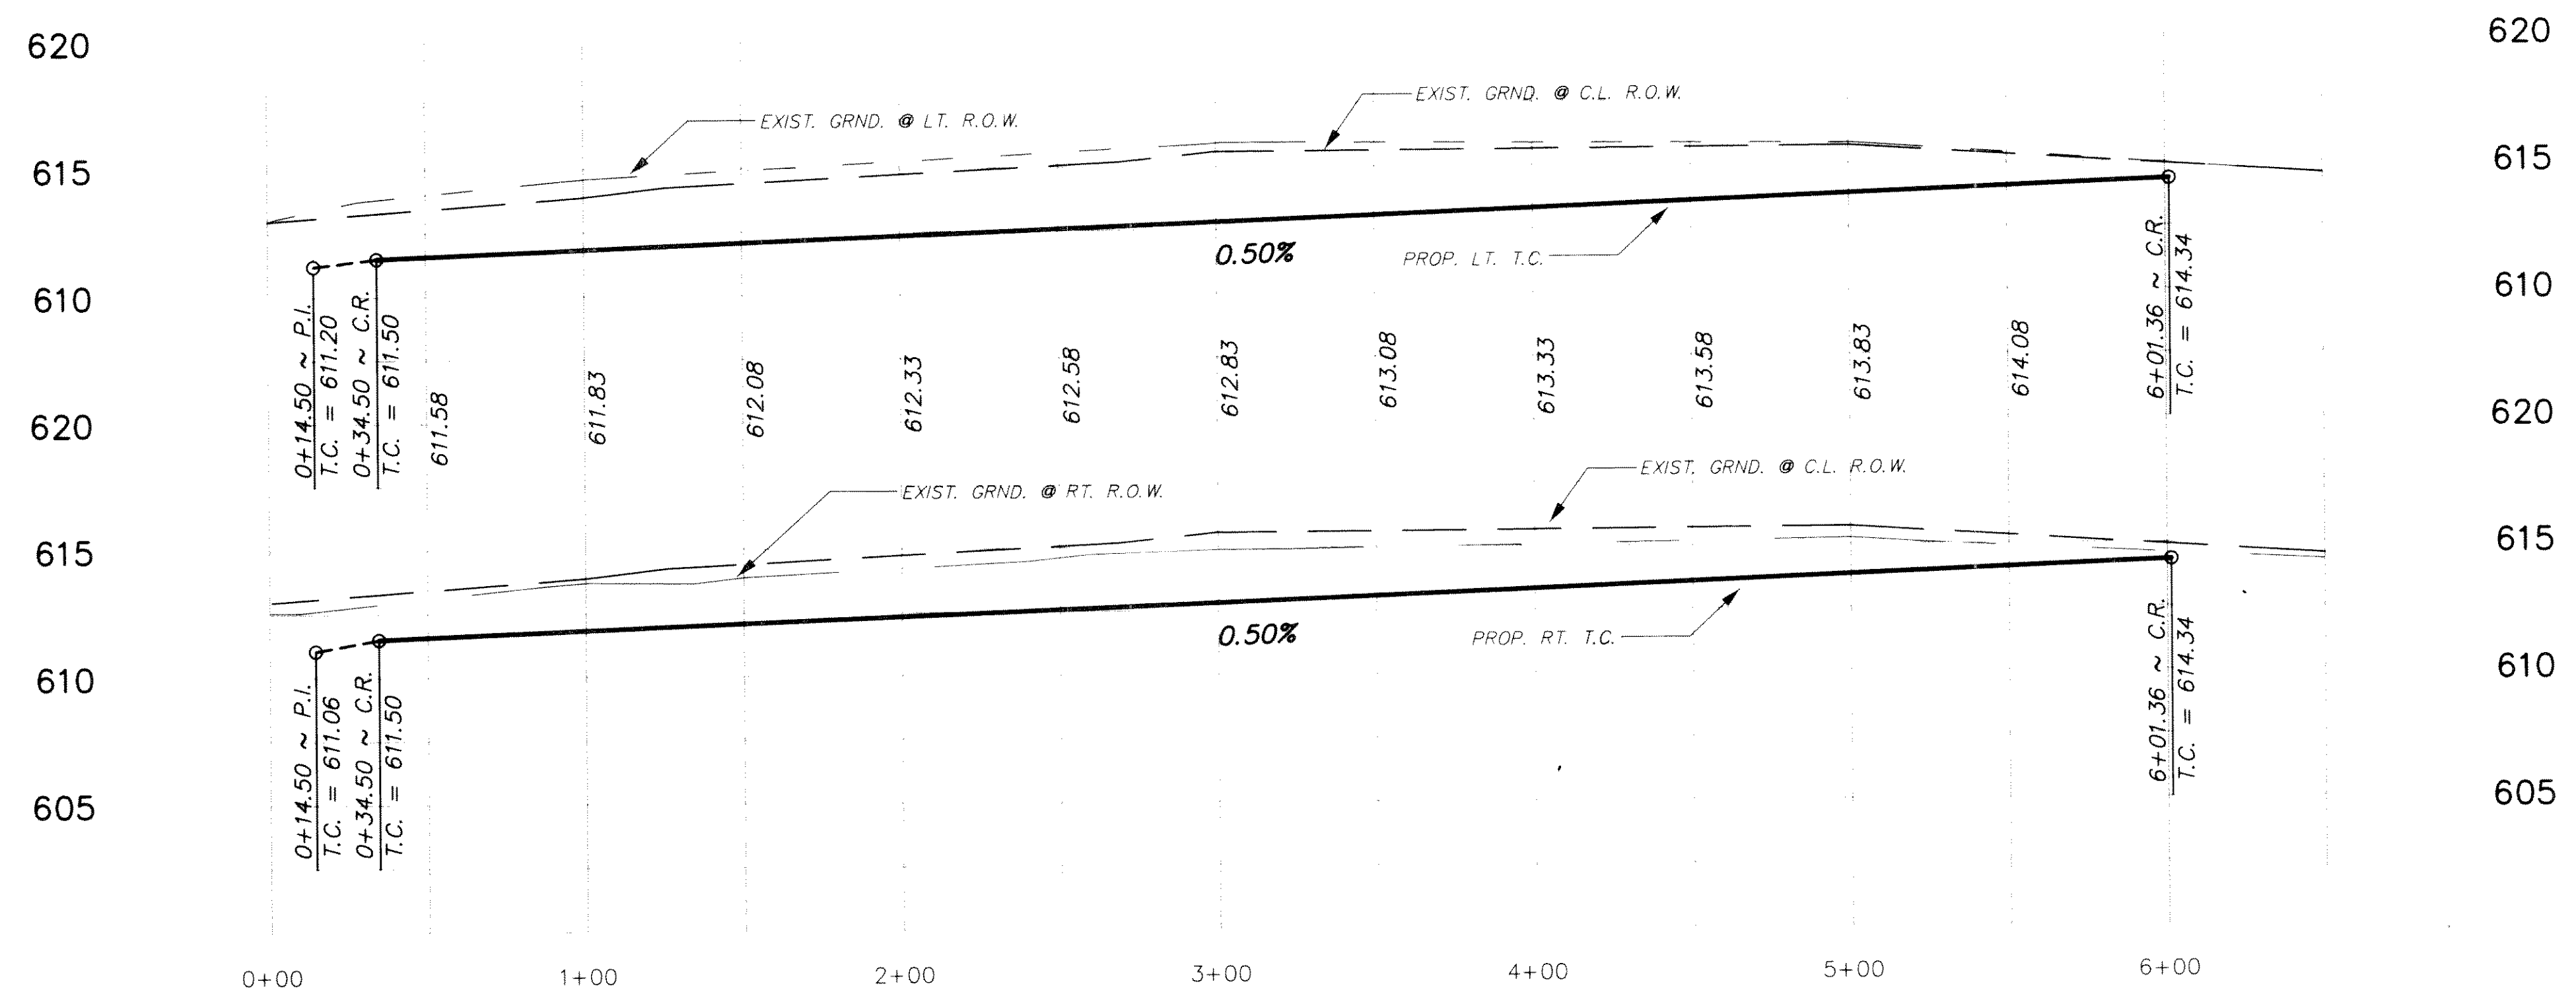 620
620
EXIST. GRND. @ C.L. R.O.W.
EXIST. GRND. @ LT. R.O.W.
615
615
0.50%
PROP. LT. T.C.
610
610
0+14.50 ~ P.I.
T.C. = 611.20
0+34.50 ~ C.R.
T.C. = 611.50
6+01.36 ~ C.R.
T.C. = 614.34
611.58
611.83
612.08
612.33
612.58
612.83
613.08
613.33
613.58
613.83
614.08
620
620
EXIST. GRND. @ C.L. R.O.W.
EXIST. GRND. @ RT. R.O.W.
615
615
0.50%
PROP. RT. T.C.
610
610
0+14.50 ~ P.I.
T.C. = 611.06
0+34.50 ~ C.R.
T.C. = 611.50
6+01.36 ~ C.R.
T.C. = 614.34
605
605
0+00
1+00
2+00
3+00
4+00
5+00
6+00